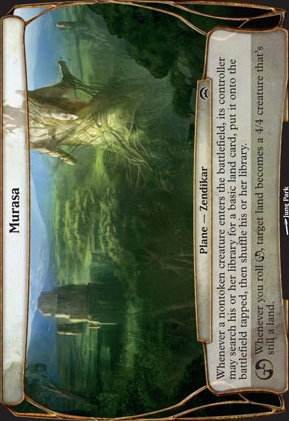 Murasa
Plane — Zendikar
Whenever a nontoken creature enters the battlefield, its controller
may search his or her library for a basic land card, put it onto the
battlefield tapped, then shuffle his or her library.
Whenever you roll , target land becomes a 4/4 creature that's
still a land.
Jung Park